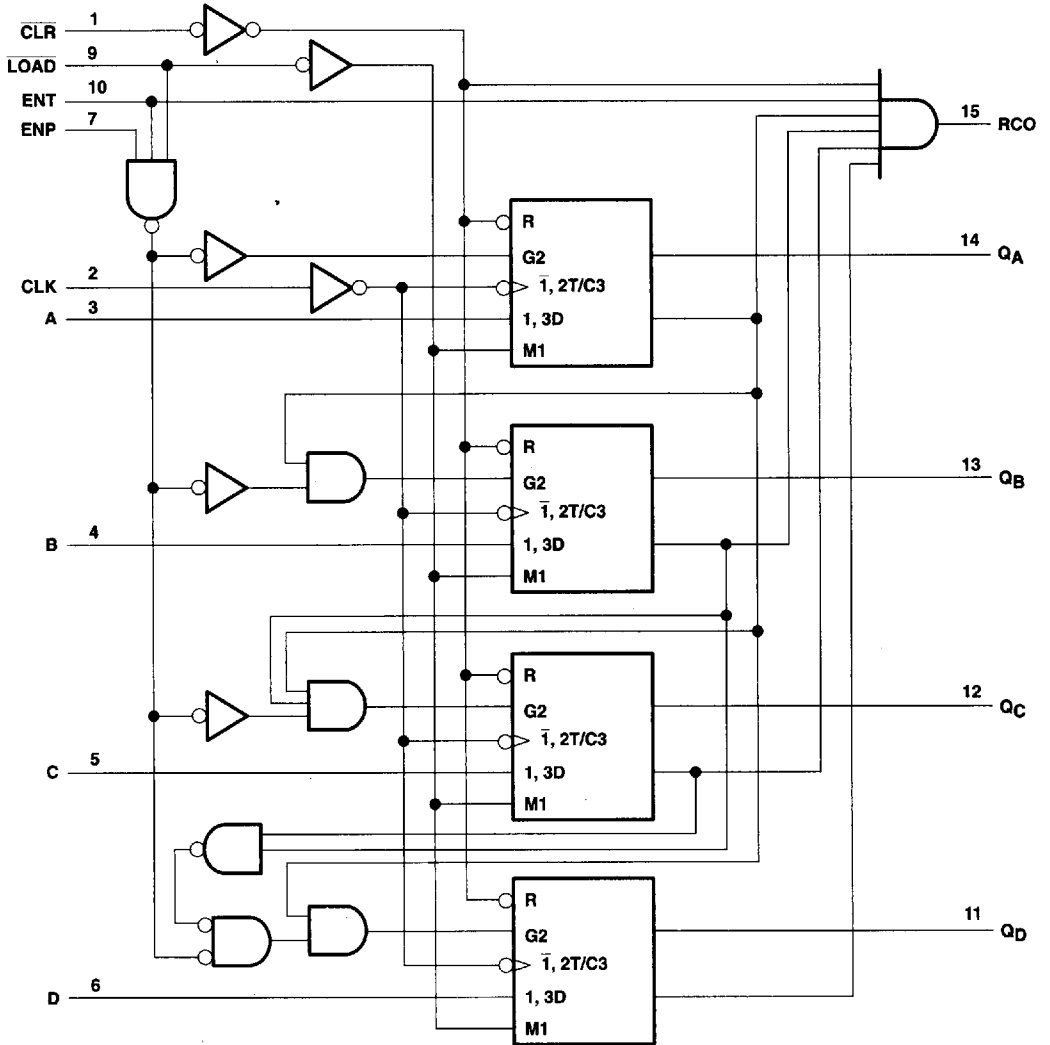 CLR 1
LOAD 9
ENT 10
ENP 7
15 RCO
R
G2
14 QA
CLK 2
1, 2T/C3
A 3
1, 3D
M1
R
G2
13 QB
1, 2T/C3
B 4
1, 3D
M1
R
G2
12 QC
1, 2T/C3
C 5
1, 3D
M1
R
G2
11 QD
1, 2T/C3
D 6
1, 3D
M1